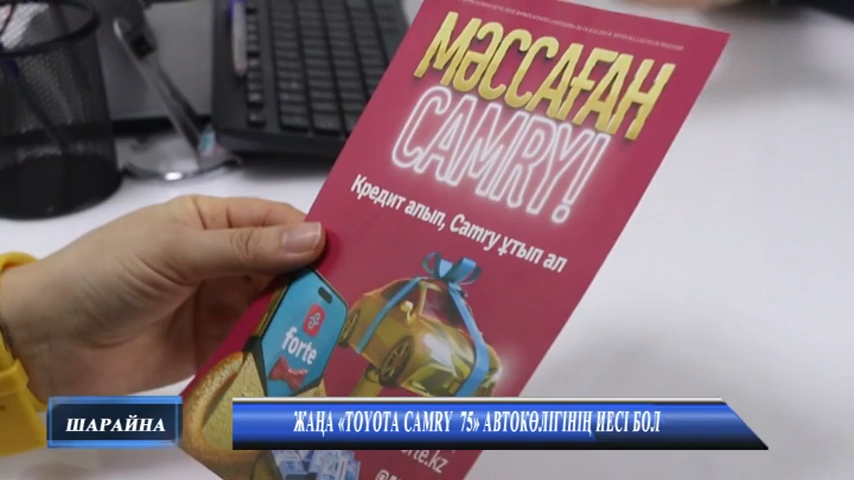 МӘССАҒАН
CAMRY!
Кредит алып, Camry ұтып ал
forte
ШАРАЙНА
ЖАҢА «TOYOTA CAMRY 75» АВТОКӨЛІГІНІҢ ИЕСІ БОЛ
rte.kz